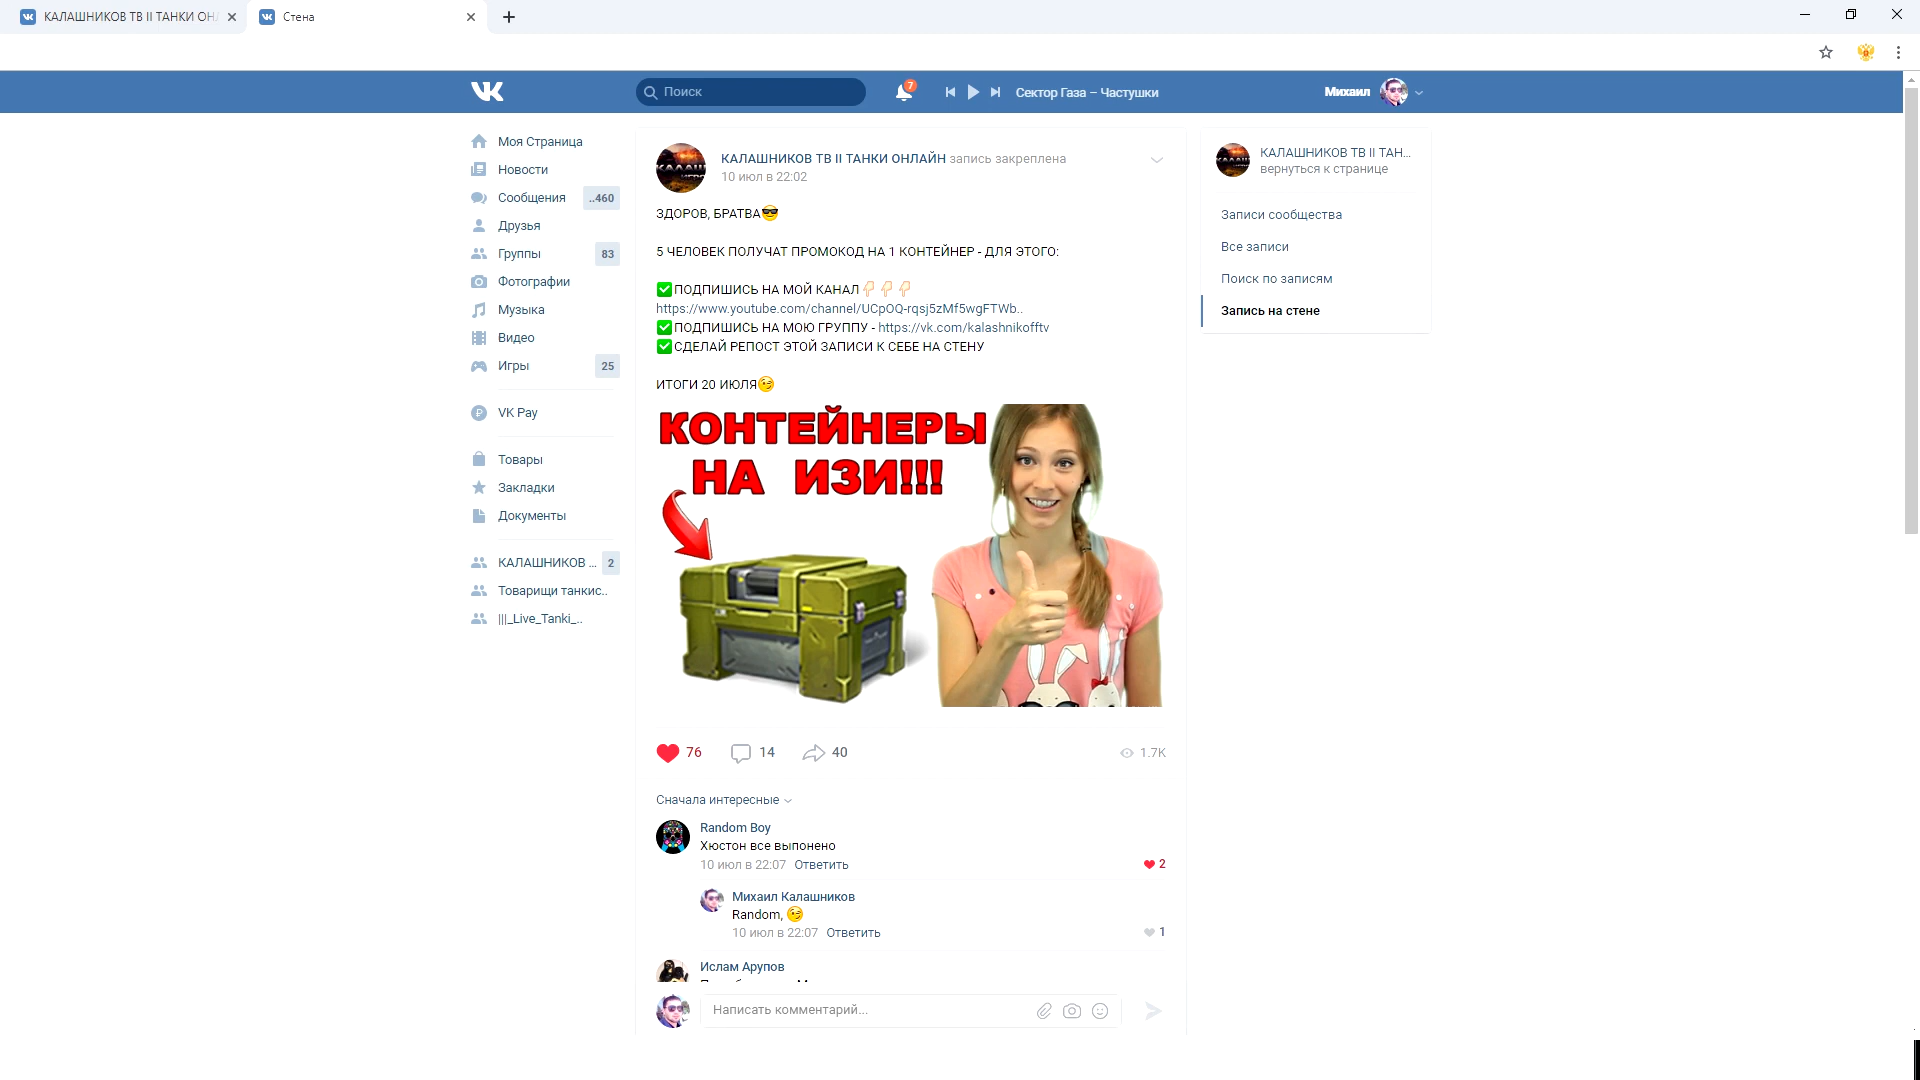 КАЛАШНИКОВ ТВ II ТАНКИ ОН
Стена
Поиск
7
Сектор Газа – Частушки
Михаил
Моя Страница
Новости
Сообщения ..460
Друзья
Группы 83
Фотографии
Музыка
Видео
Игры 25
VK Pay
Товары
Закладки
Документы
КАЛАШНИКОВ ... 2
Товарищи танкис..
|||_Live_Tanki_..
КАЛАШНИКОВ ТВ II ТАНКИ ОНЛАЙН запись закреплена
10 июл в 22:02
ЗДОРОВ, БРАТВА😎
5 ЧЕЛОВЕК ПОЛУЧАТ ПРОМОКОД НА 1 КОНТЕЙНЕР - ДЛЯ ЭТОГО:
✅ПОДПИШИСЬ НА МОЙ КАНАЛ👇🏻👇🏻👇🏻
https://www.youtube.com/channel/UCpOQ-rqsj5zMf5wgFTWb..
✅ПОДПИШИСЬ НА МОЮ ГРУППУ - https://vk.com/kalashnikofftv
✅СДЕЛАЙ РЕПОСТ ЭТОЙ ЗАПИСИ К СЕБЕ НА СТЕНУ
ИТОГИ 20 ИЮЛЯ😉
КОНТЕЙНЕРЫ
НА ИЗИ!!!
76 14 40 1.7K
Сначала интересные
Random Boy
Хюстон все выпонено
10 июл в 22:07 Ответить 2
Михаил Калашников
Random, 😉
10 июл в 22:07 Ответить 1
Ислам Арупов
Написать комментарий...
КАЛАШНИКОВ ТВ II ТАН...
вернуться к странице
Записи сообщества
Все записи
Поиск по записям
Запись на стене